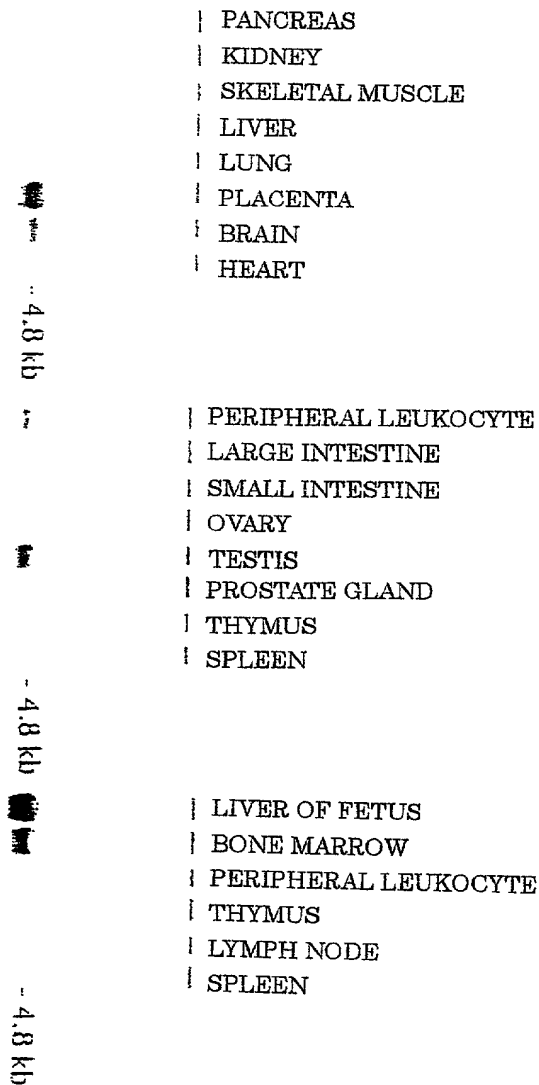 PANCREAS
KIDNEY
SKELETAL MUSCLE
LIVER
LUNG
PLACENTA
BRAIN
HEART
- 4.8 kb
PERIPHERAL LEUKOCYTE
LARGE INTESTINE
SMALL INTESTINE
OVARY
TESTIS
PROSTATE GLAND
THYMUS
SPLEEN
- 4.8 kb
LIVER OF FETUS
BONE MARROW
PERIPHERAL LEUKOCYTE
THYMUS
LYMPH NODE
SPLEEN
- 4.8 kb